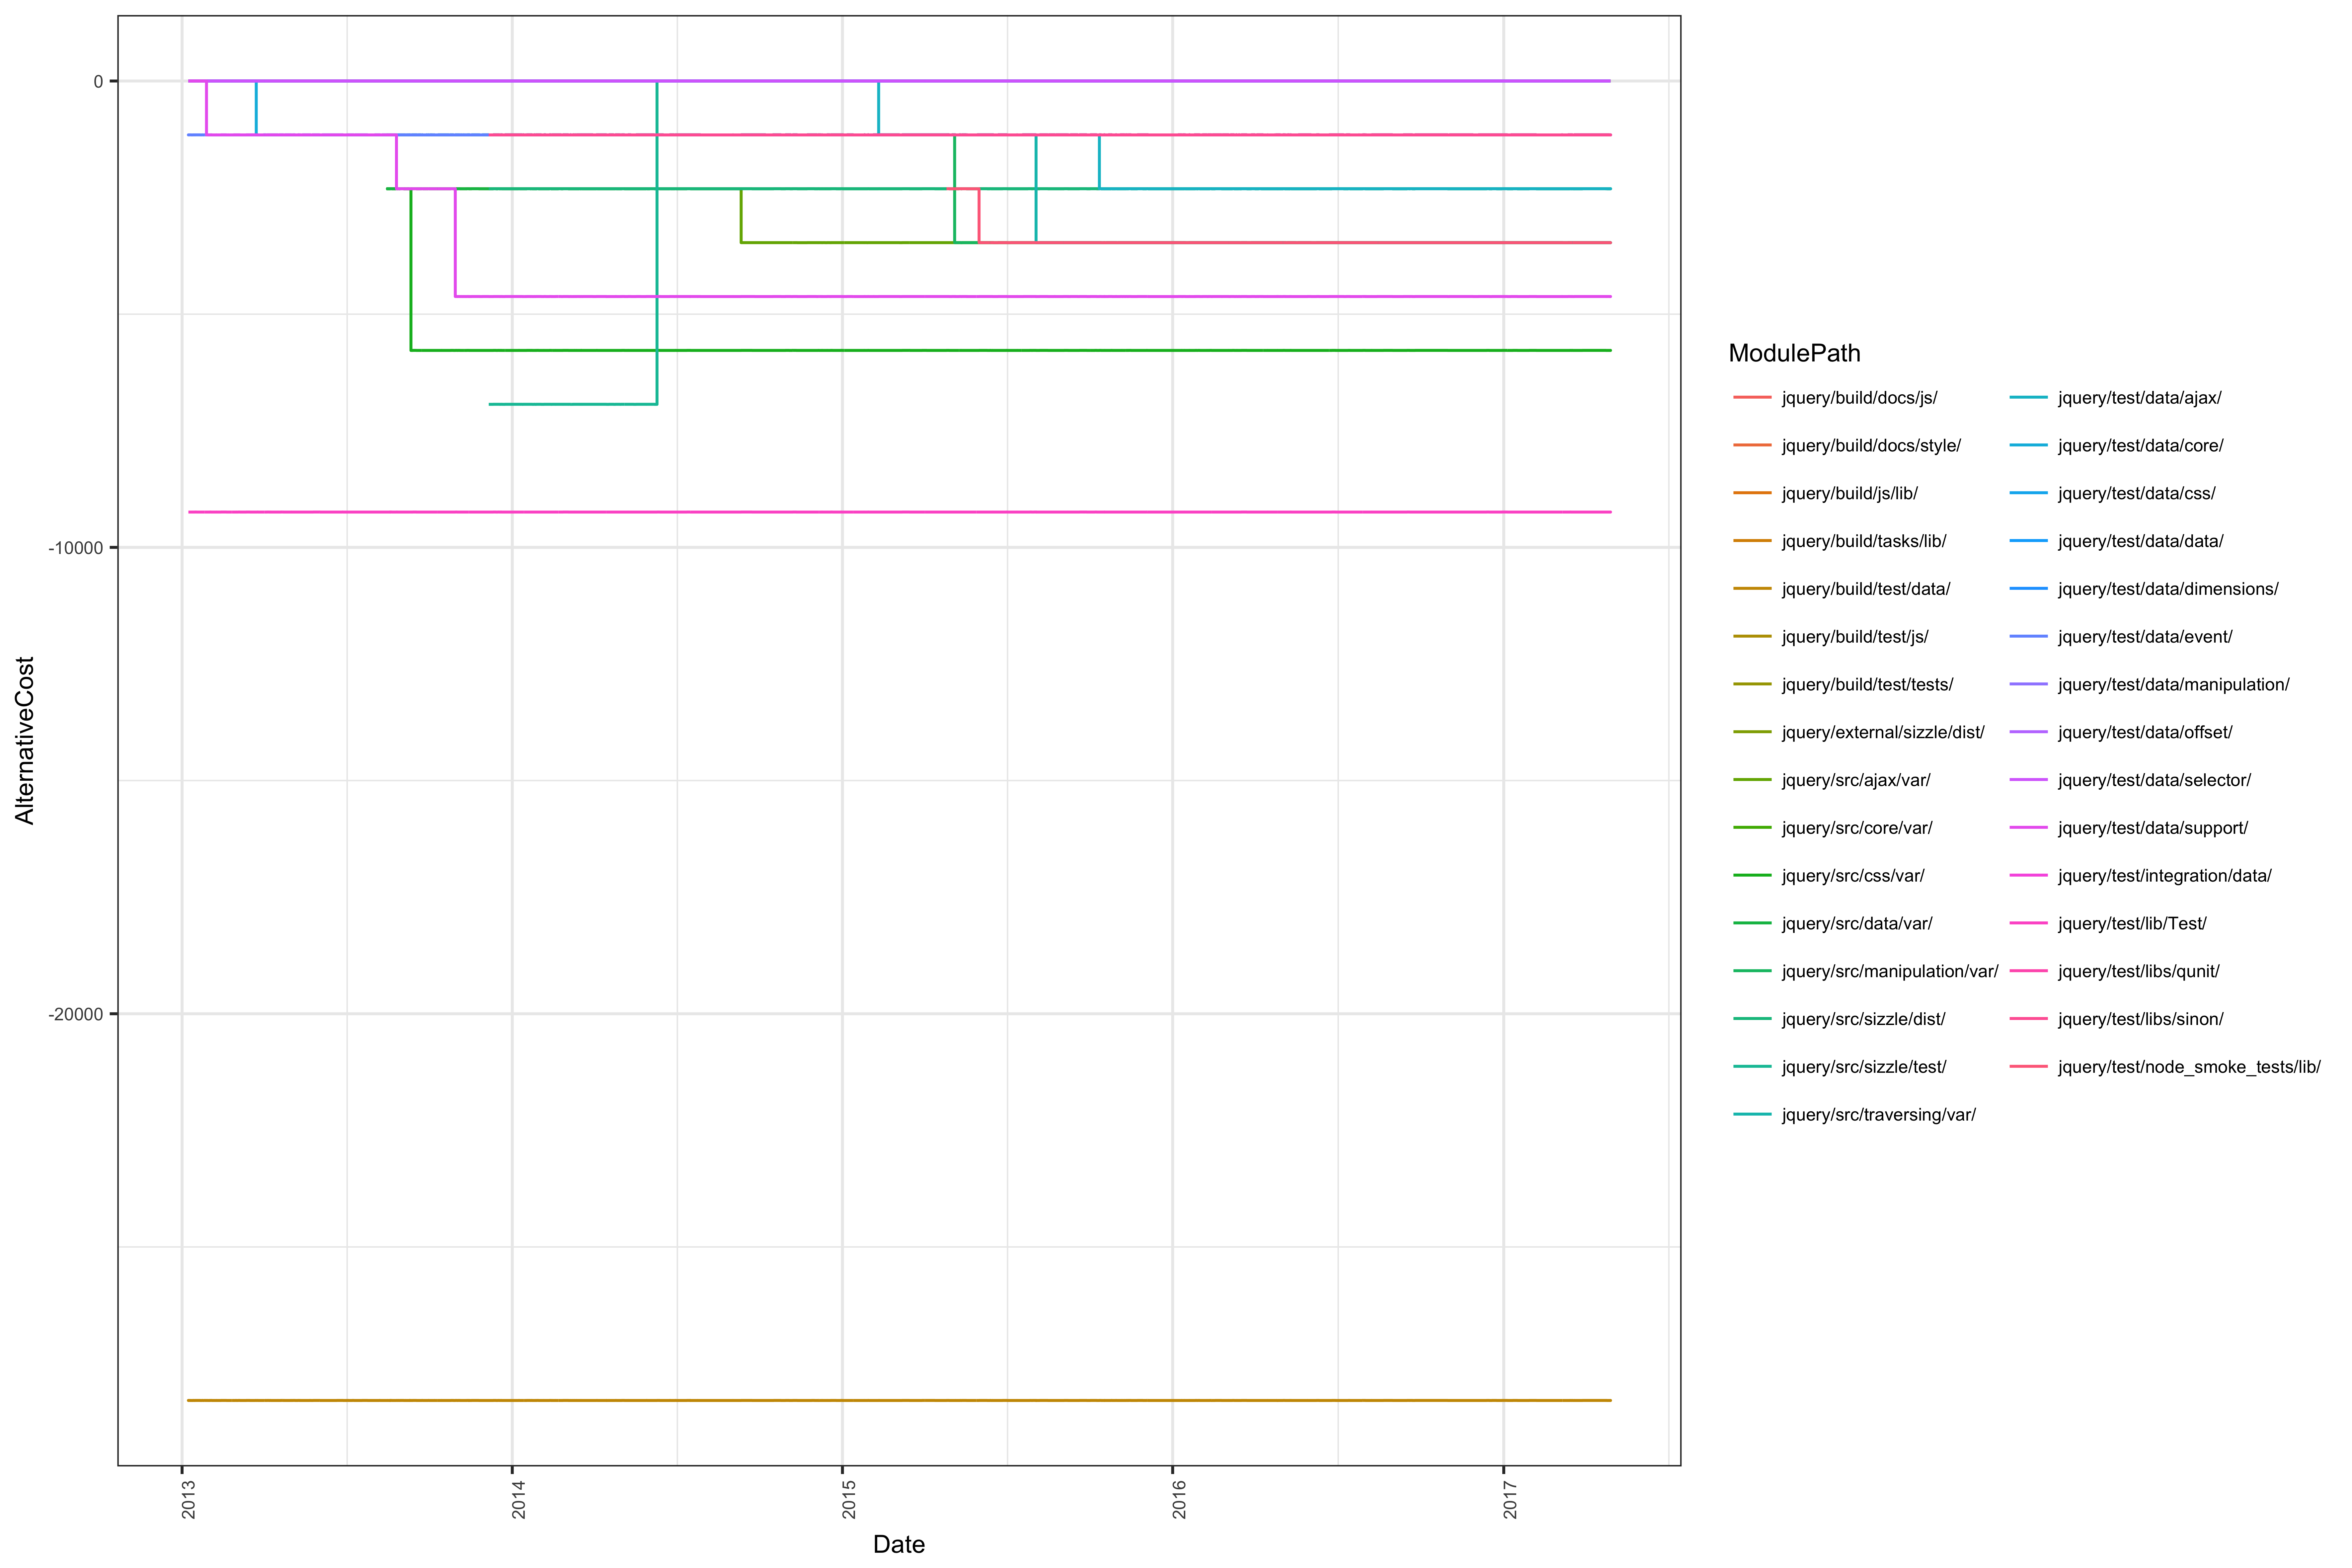 0
-10000
-20000
AlternativeCost
2013
2014
2015
2016
2017
Date
ModulePath
jquery/build/docs/js/
jquery/build/docs/style/
jquery/build/js/lib/
jquery/build/tasks/lib/
jquery/build/test/data/
jquery/build/test/js/
jquery/build/test/tests/
jquery/external/sizzle/dist/
jquery/src/ajax/var/
jquery/src/core/var/
jquery/src/css/var/
jquery/src/data/var/
jquery/src/manipulation/var/
jquery/src/sizzle/dist/
jquery/src/sizzle/test/
jquery/src/traversing/var/
jquery/test/data/ajax/
jquery/test/data/core/
jquery/test/data/css/
jquery/test/data/data/
jquery/test/data/dimensions/
jquery/test/data/event/
jquery/test/data/manipulation/
jquery/test/data/offset/
jquery/test/data/selector/
jquery/test/data/support/
jquery/test/integration/data/
jquery/test/lib/Test/
jquery/test/libs/qunit/
jquery/test/libs/sinon/
jquery/test/node_smoke_tests/lib/